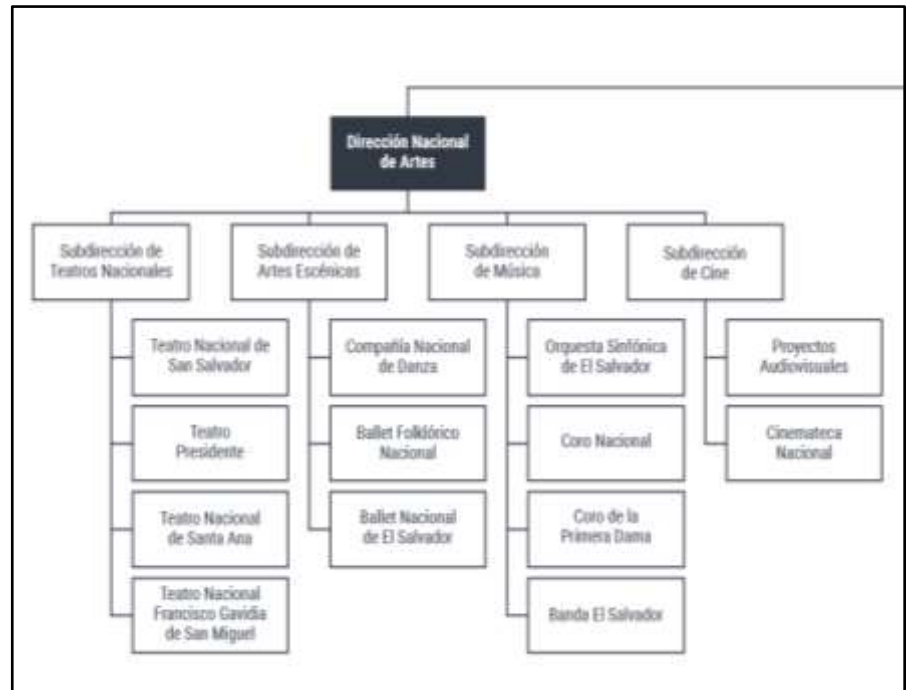 Dirección Nacional
de Artes
Subdirección de
Teatros Nacionales
Subdirección de
Artes Escénicas
Subdirección
de Música
Subdirección
de Cine
Teatro Nacional de
San Salvador
Compañía Nacional
de Danza
Orquesta Sinfónica
de El Salvador
Proyectos
Audiovisuales
Teatro
Presidente
Ballet Folklórico
Nacional
Coro Nacional
Cinemateca
Nacional
Teatro Nacional
de Santa Ana
Ballet Nacional
de El Salvador
Coro de la
Primera Dama
Teatro Nacional
Francisco Gavidia
de San Miguel
Banda El Salvador